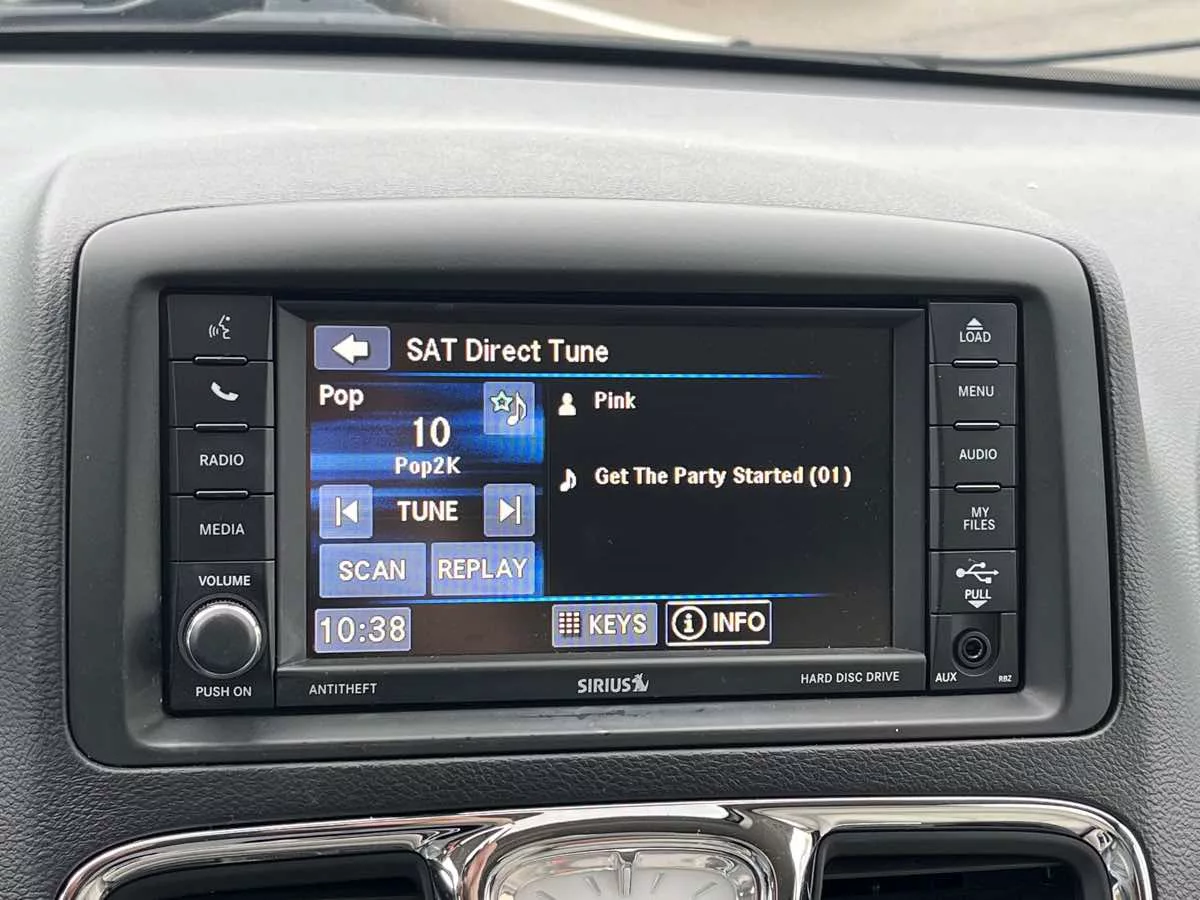 SAT Direct Tune
Pop
10
Pop2K
TUNE
SCAN
REPLAY
10:38
Pink
Get The Party Started (01)
KEYS
INFO
RADIO
MEDIA
VOLUME
PUSH ON
ANTITHEFT
SIRIUS
HARD DISC DRIVE
LOAD
MENU
AUDIO
MY
FILES
PULL
AUX
RBZ